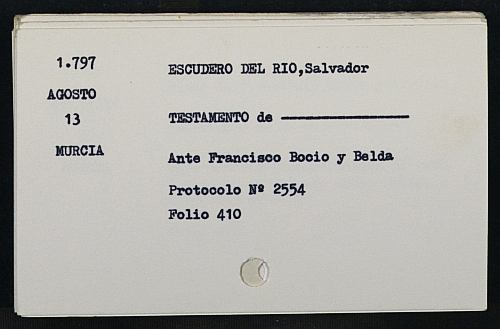 1.797
AGOSTO
13
MURCIA
ESCUDERO DEL RIO,Salvador
TESTAMENTO de ————————
Ante Francisco Bocio y Belda
Protocolo Nº 2554
Folio 410